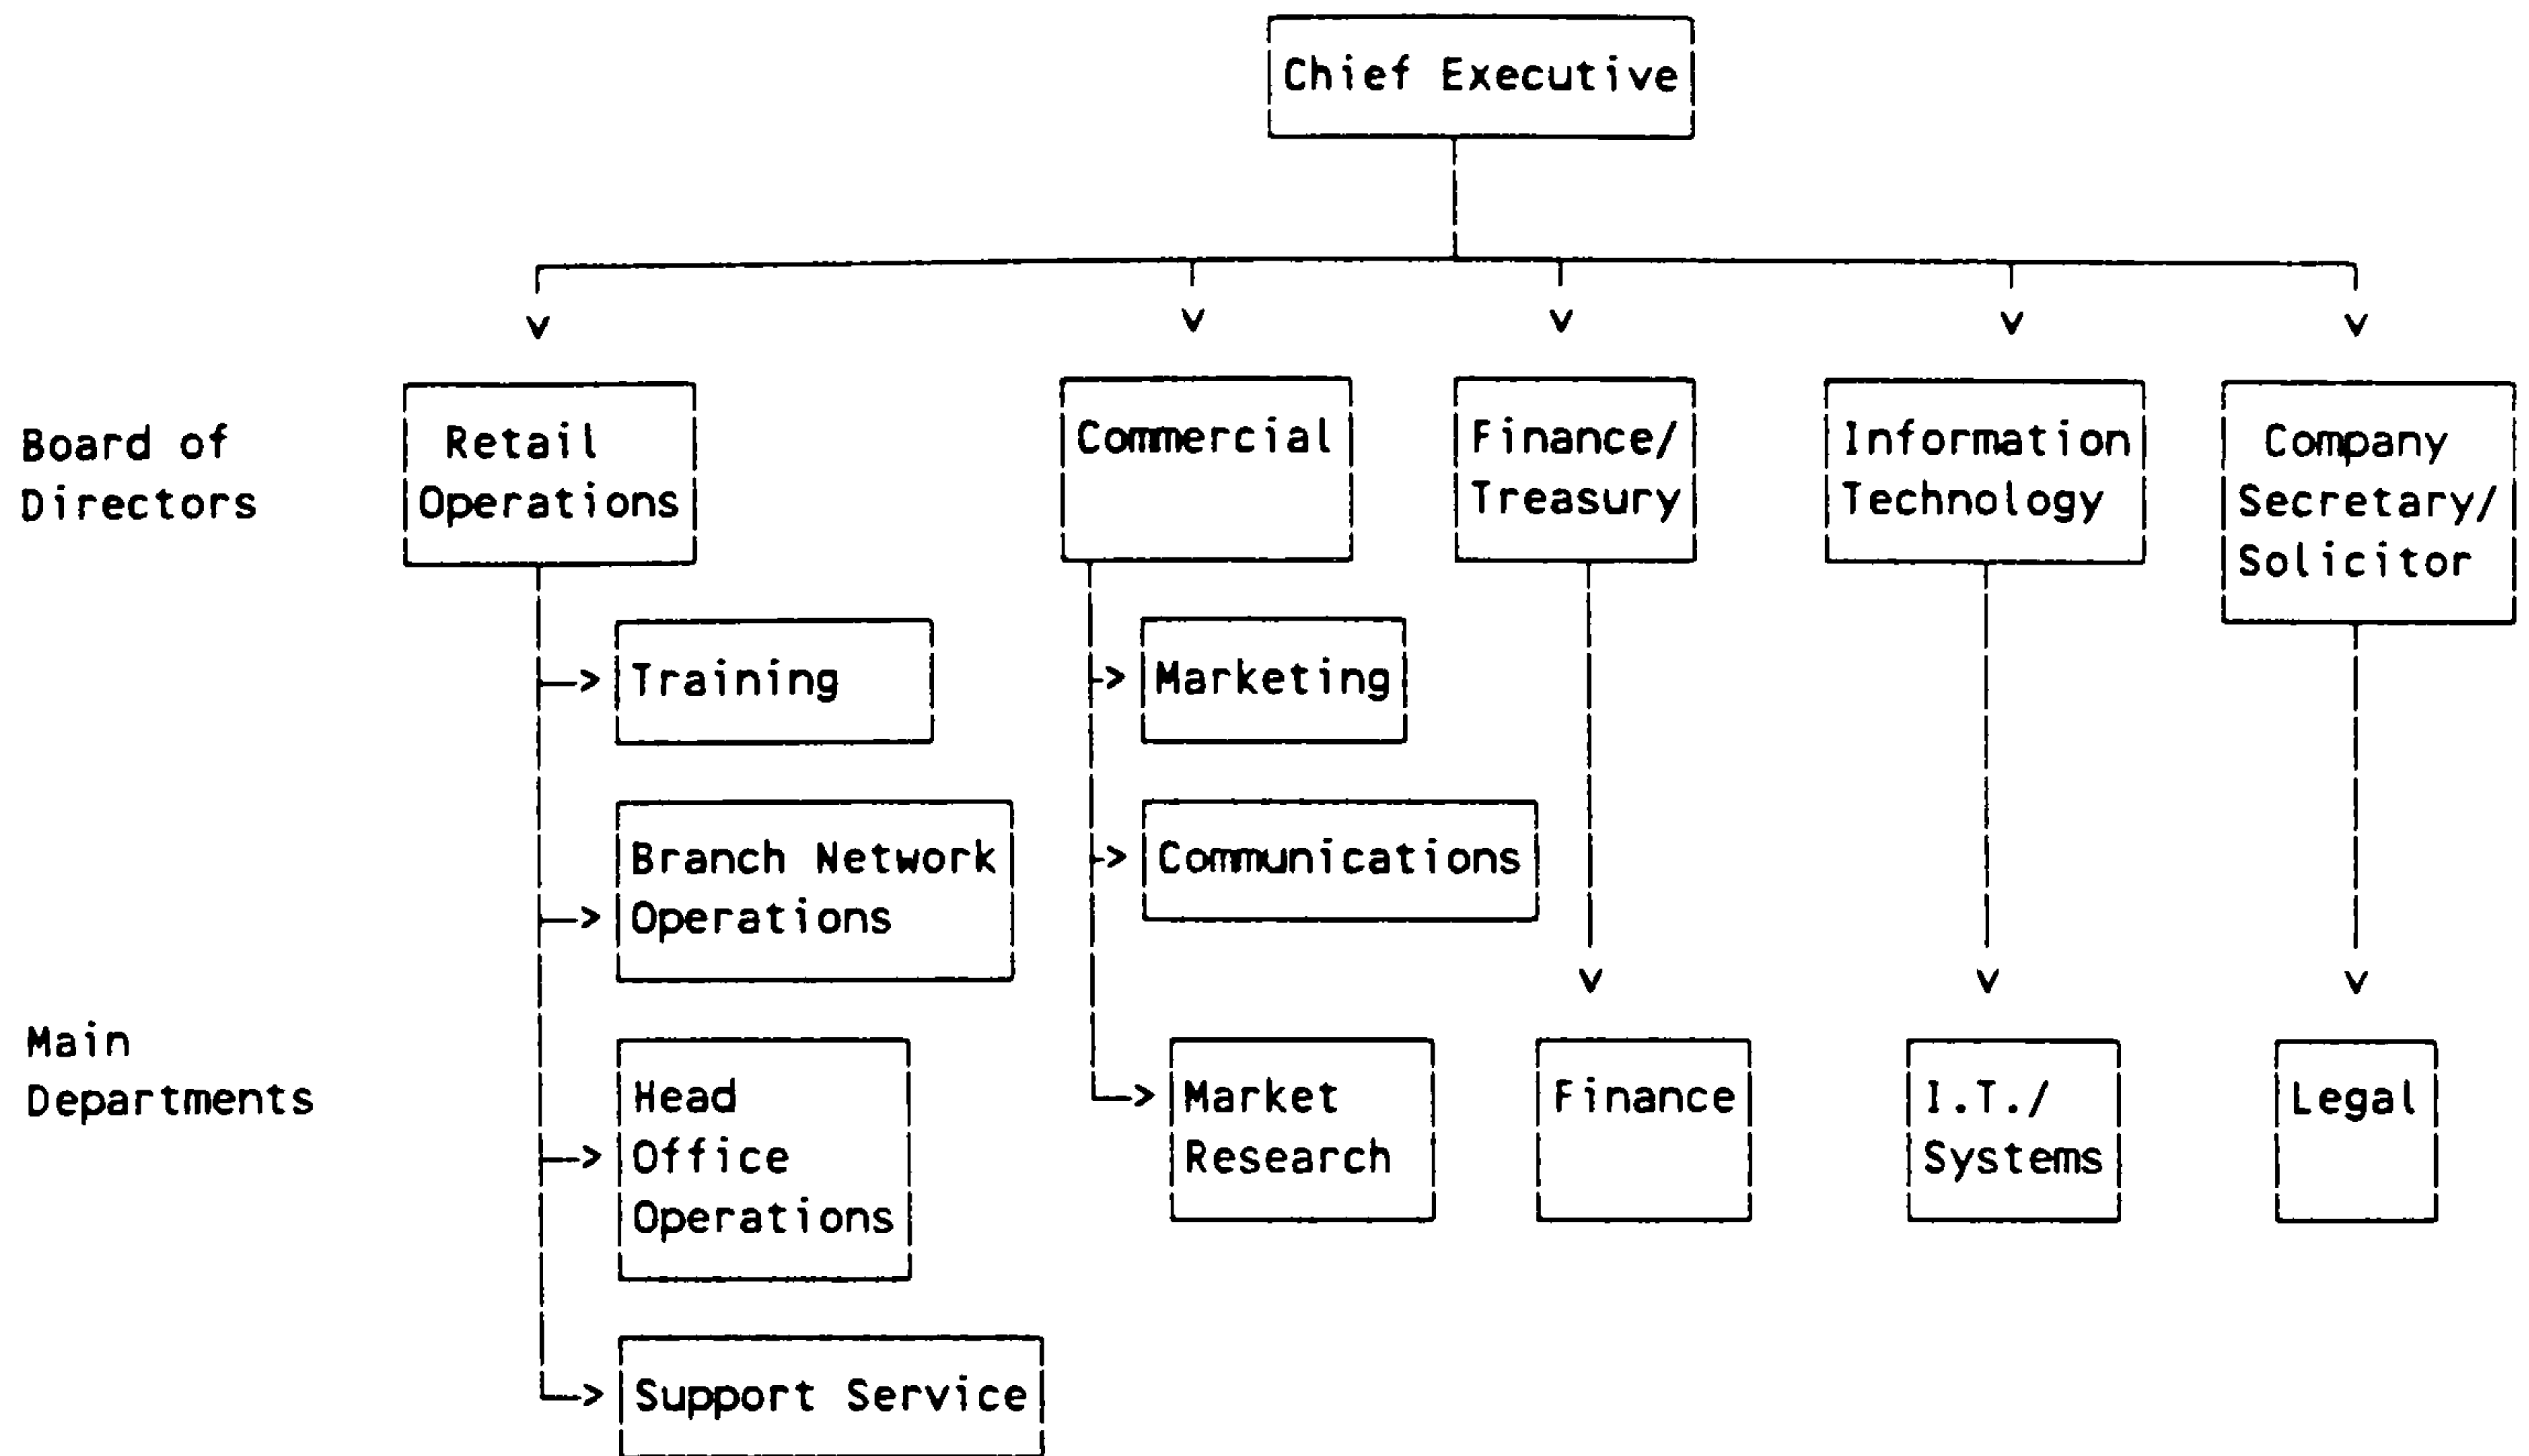 Chief Executive
Board of
Directors
Retail
Operations
Commercial
Finance/
Treasury
Information
Technology
Company
Secretary/
Solicitor
Training
Marketing
Branch Network
Operations
Communications
Main
Departments
Head
Office
Operations
Market
Research
Finance
I.T./
Systems
Legal
Support Service